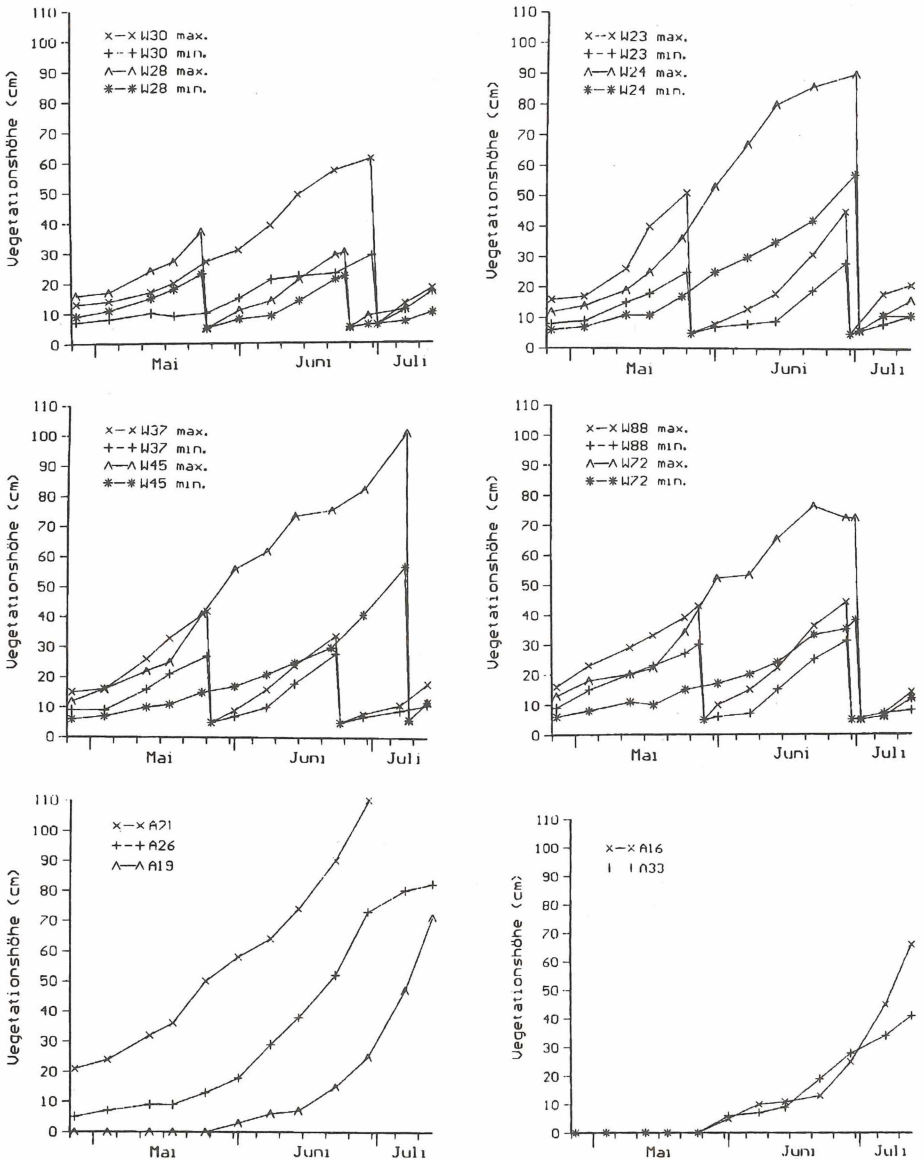 Vegetationshöhe (cm)
110
100
90
80
70
60
50
40
30
20
10
0
×-×W30 max.
+-+W30 min.
^-^W28 max.
*-*W28 min.
Mai
Juni
Juli
Vegetationshöhe (cm)
110
100
90
80
70
60
50
40
30
20
10
0
×-×W23 max.
+-+W23 min.
^-^W24 max.
*-*W24 min.
Mai
Juni
Juli
Vegetationshöhe (cm)
110
100
90
80
70
60
50
40
30
20
10
0
×-×W37 max.
+-+W37 min.
^-^W45 max.
*-*W45 min.
Mai
Juni
Juli
Vegetationshöhe (cm)
110
100
90
80
70
60
50
40
30
20
10
0
×-×W88 max.
+-+W88 min.
^-^W72 max.
*-*W72 min.
Mai
Juni
Juli
Vegetationshöhe (cm)
110
100
90
80
70
60
50
40
30
20
10
0
×-×A21
+-+A26
^-^A19
Mai
Juni
Juli
Vegetationshöhe (cm)
110
100
90
80
70
60
50
40
30
20
10
0
×-×A16
+-+A33
Mai
Juni
Juli